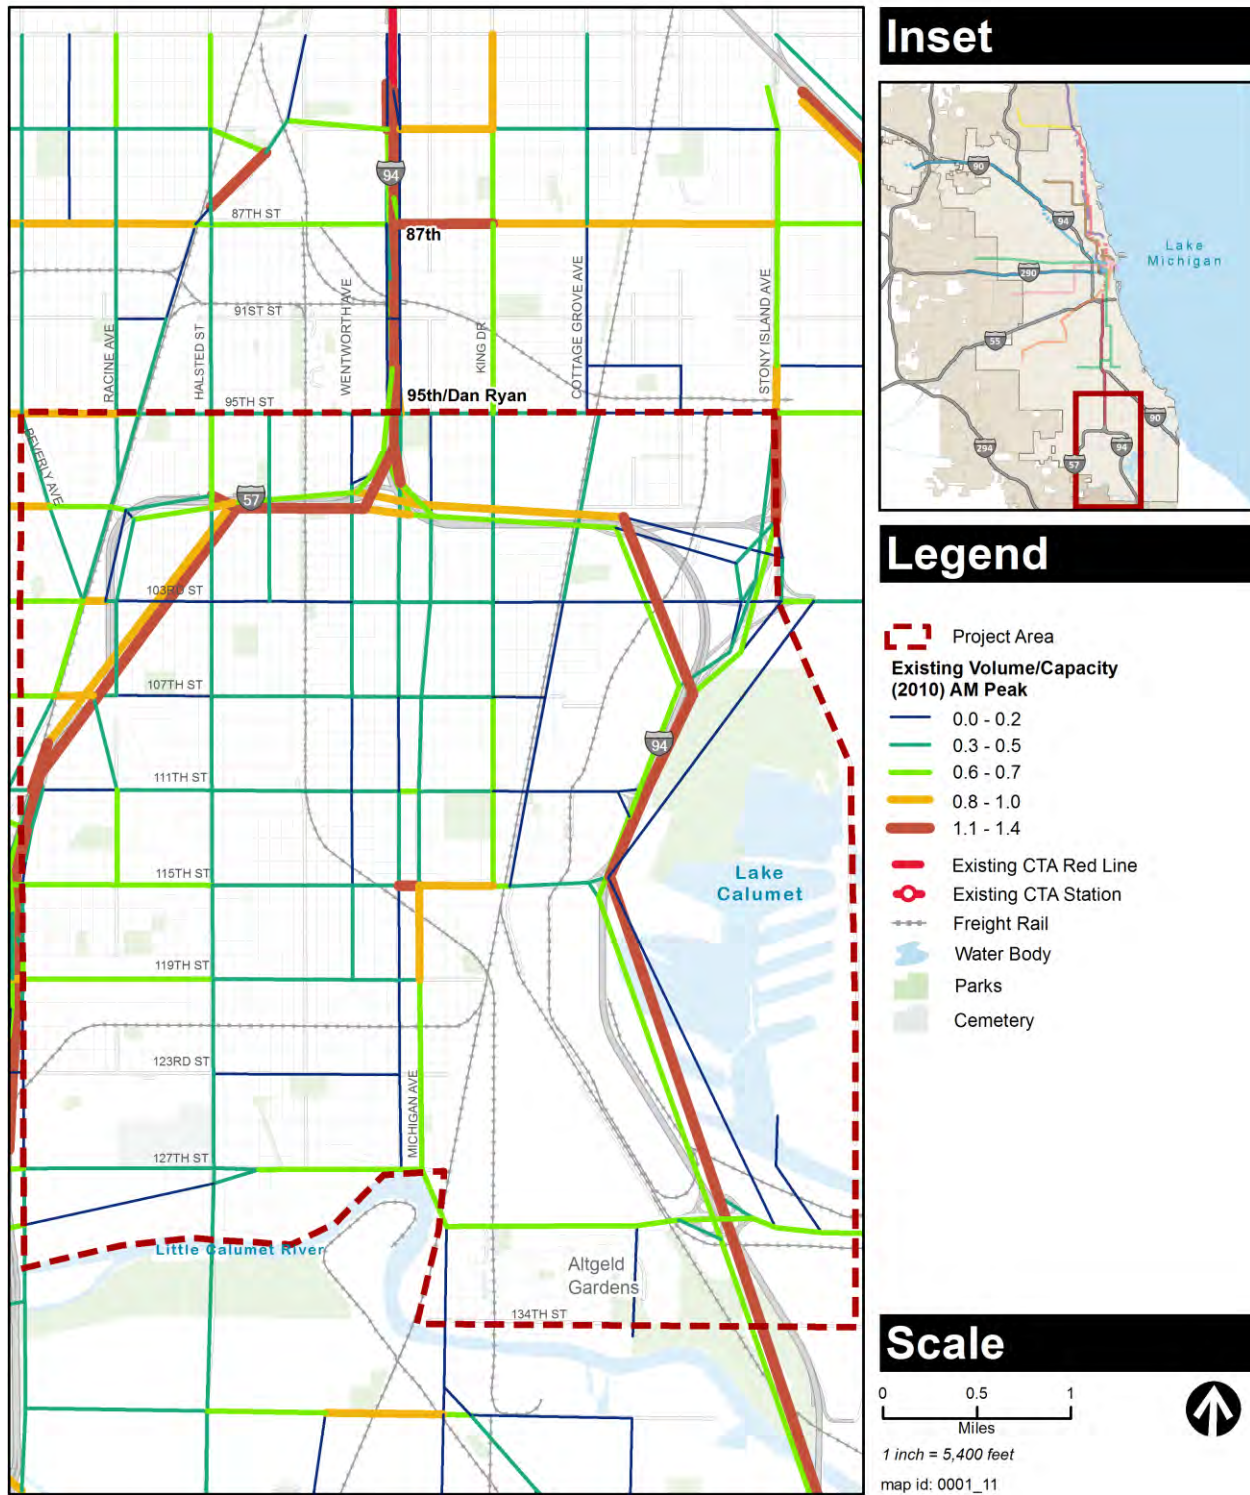 94
87TH ST
87th
91ST ST
RACINE AVE
HALSTED ST
WENTWORTH AVE
KING DR
COTTAGE GROVE AVE
STONY ISLAND AVE
95TH ST
95th/Dan Ryan
BEVERLY AVE
57
103RD ST
107TH ST
94
111TH ST
115TH ST
Lake
Calumet
119TH ST
123RD ST
MICHIGAN AVE
127TH ST
Little Calumet River
Altgeld
Gardens
134TH ST
Inset
90
94
Lake
Michigan
290
55
90
294
94
57
Legend
Project Area
Existing Volume/Capacity
(2010) AM Peak
0.0 - 0.2
0.3 - 0.5
0.6 - 0.7
0.8 - 1.0
1.1 - 1.4
Existing CTA Red Line
Existing CTA Station
Freight Rail
Water Body
Parks
Cemetery
Scale
0 0.5 1
Miles
1 inch = 5,400 feet
map id: 0001_11